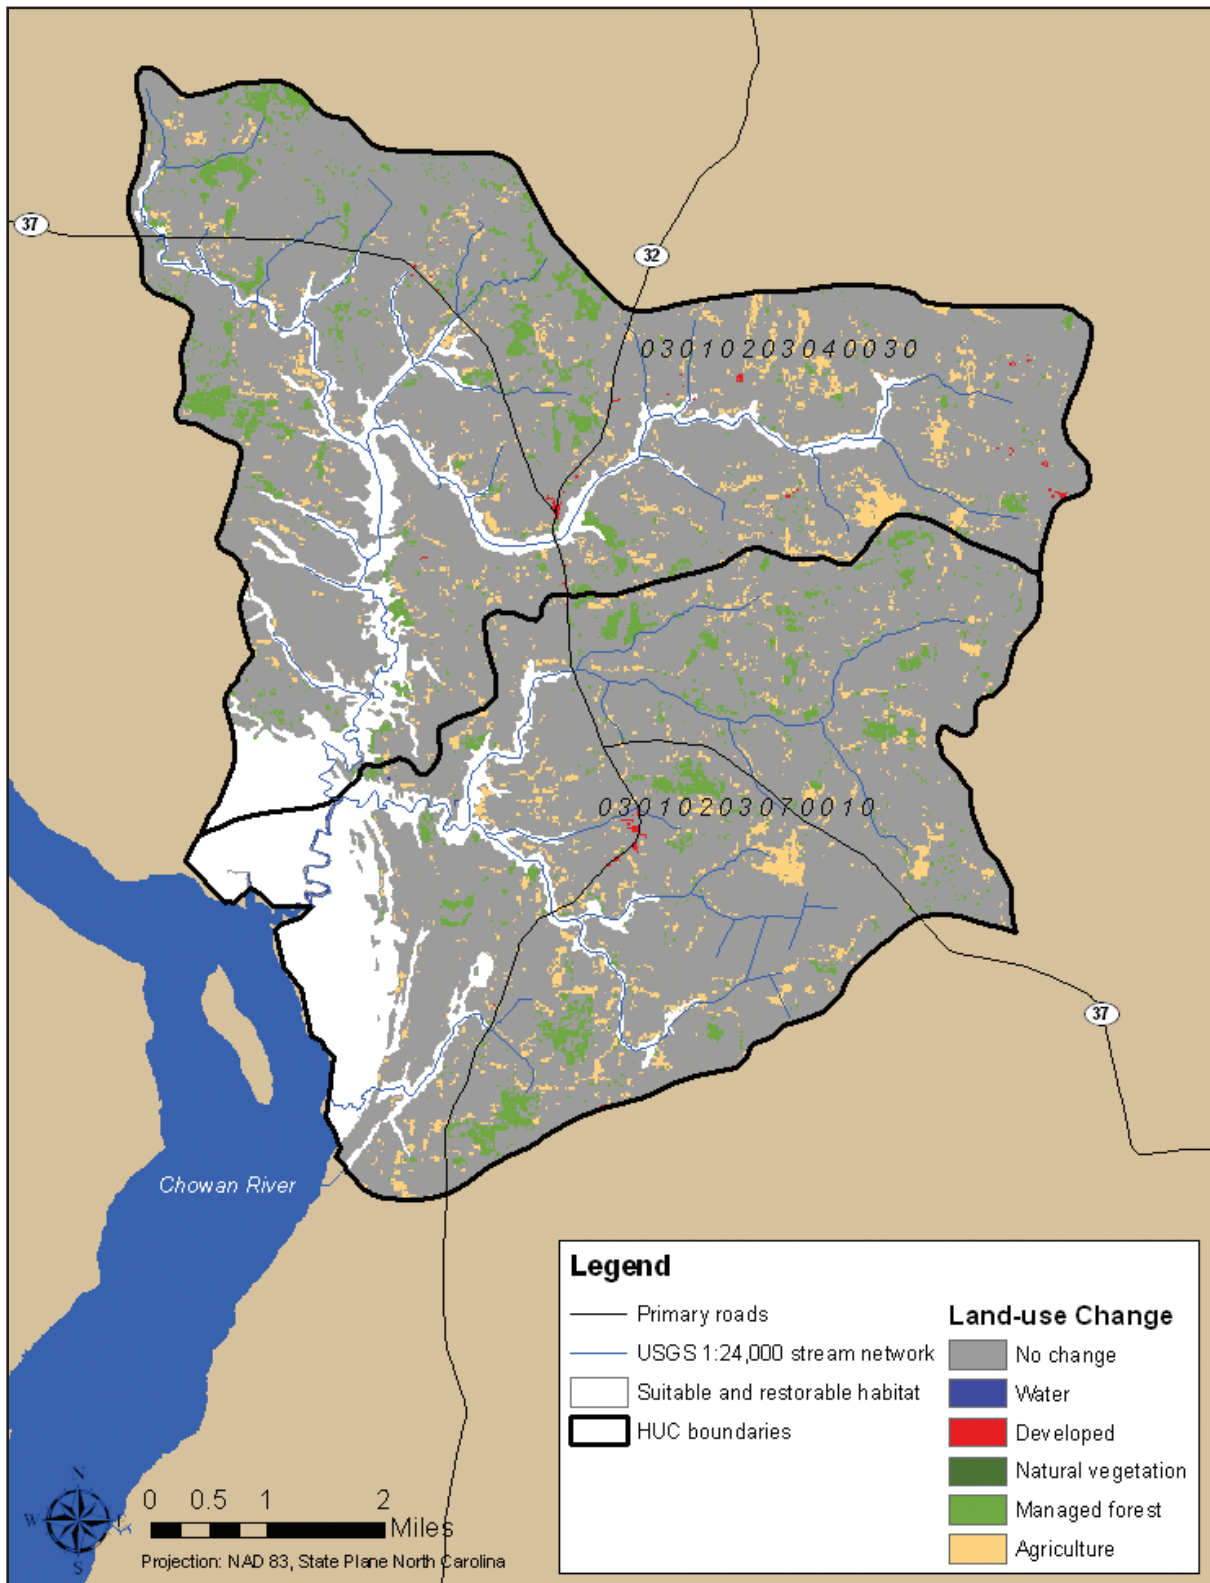 37
32
03010203040030
03010203070010
37
Chowan River
Legend
Primary roads
USGS 1:24,000 stream network
Suitable and restorable habitat
HUC boundaries
Land-use Change
No change
Water
Developed
Natural vegetation
Managed forest
Agriculture
N
W
E
S
0 0.5 1 2
Miles
Projection: NAD 83, State Plane North Carolina